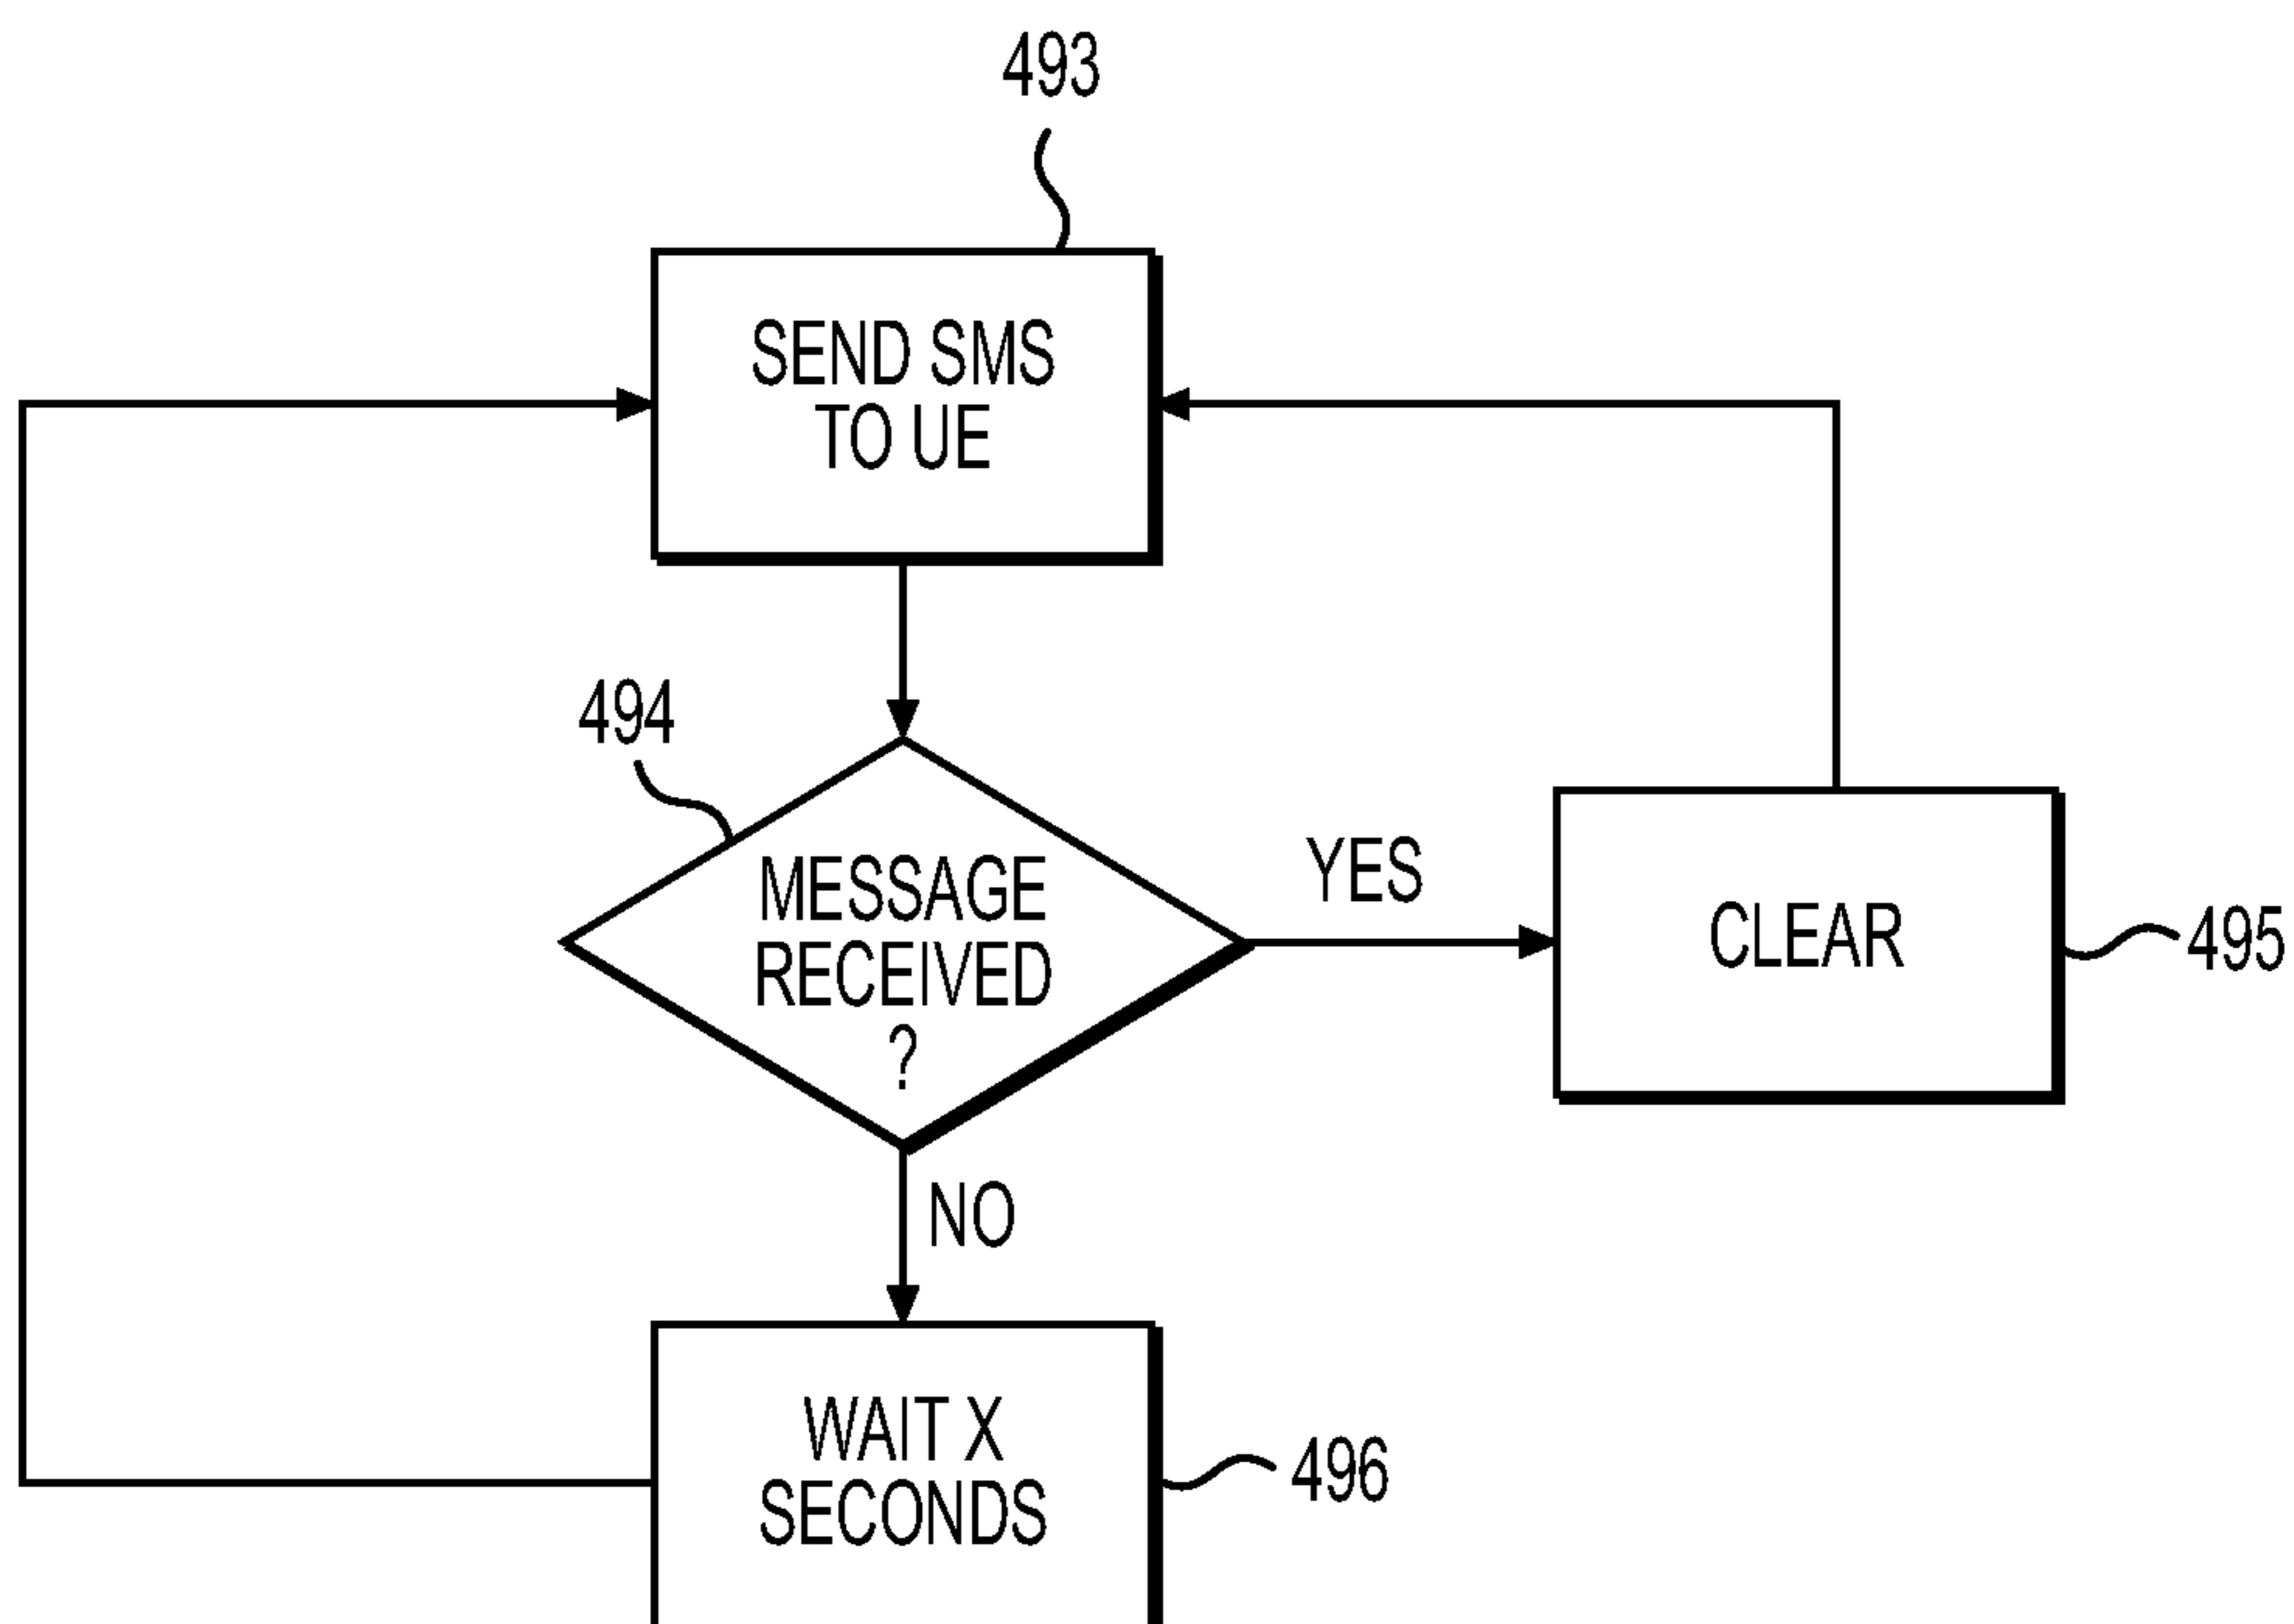 493
SEND SMS
TO UE
494
MESSAGE
RECEIVED
?
YES
CLEAR
495
NO
WAIT X
SECONDS
496